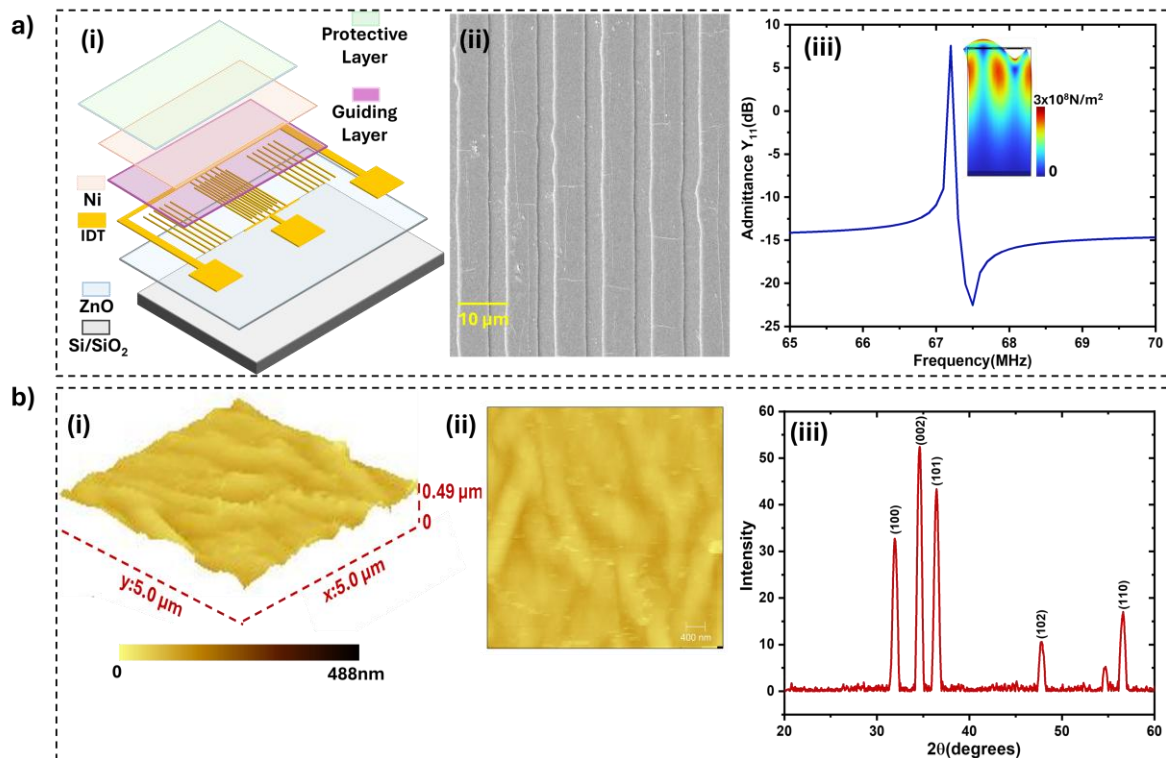 a)
(i)
Protective
Layer
Guiding
Layer
Ni
IDT
ZnO
Si/SiO₂
(ii)
10 µm
(iii)
Admittance Y₁₁(dB)
10
5
0
-5
-10
-15
-20
-25
65
66
67
68
69
70
Frequency(MHz)
3x10⁸N/m²
0
b)
(i)
0.49 µm
0
y:5.0 µm
x:5.0 µm
0
488nm
(ii)
400 nm
(iii)
Intensity
60
50
40
30
20
10
0
(100)
(002)
(101)
(102)
(110)
20
30
40
50
60
2θ(degrees)